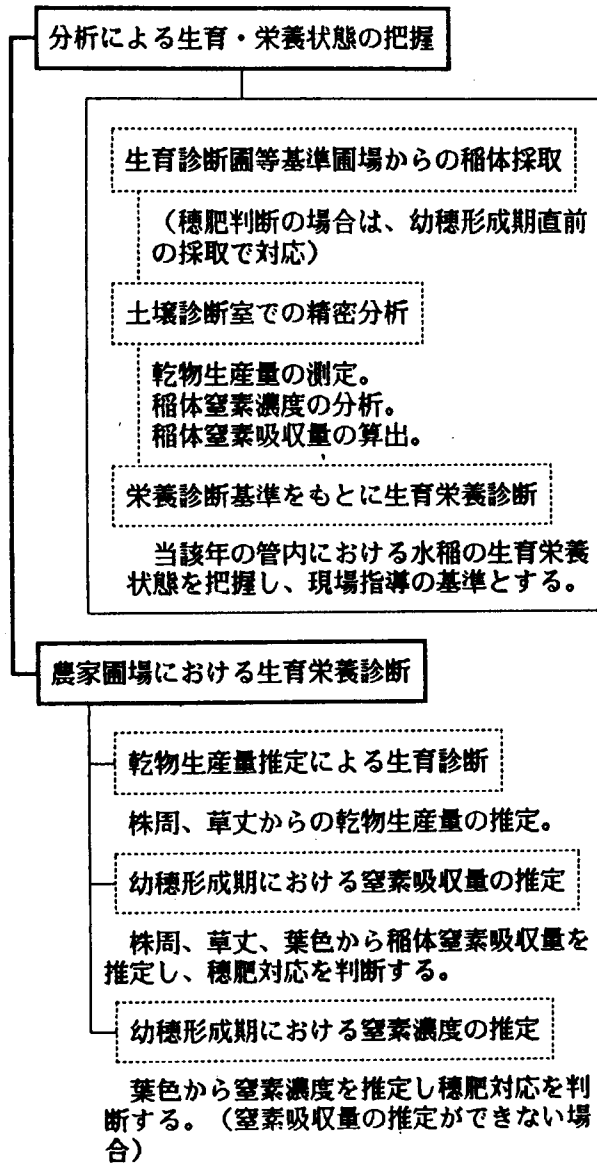 分析による生育・栄養状態の把握
生育診断圃等基準圃場からの稲体採取
（穂肥判断の場合は、幼穂形成期直前
の採取で対応）
土壌診断室での精密分析
乾物生産量の測定。
稲体窒素濃度の分析。
稲体窒素吸収量の算出。
栄養診断基準をもとに生育栄養診断
当該年の管内における水稲の生育栄養
状態を把握し、現場指導の基準とする。
農家圃場における生育栄養診断
乾物生産量推定による生育診断
株周、草丈からの乾物生産量の推定。
幼穂形成期における窒素吸収量の推定
株周、草丈、葉色から稲体窒素吸収量を
推定し、穂肥対応を判断する。
幼穂形成期における窒素濃度の推定
葉色から窒素濃度を推定し穂肥対応を判
断する。（窒素吸収量の推定ができない場
合）